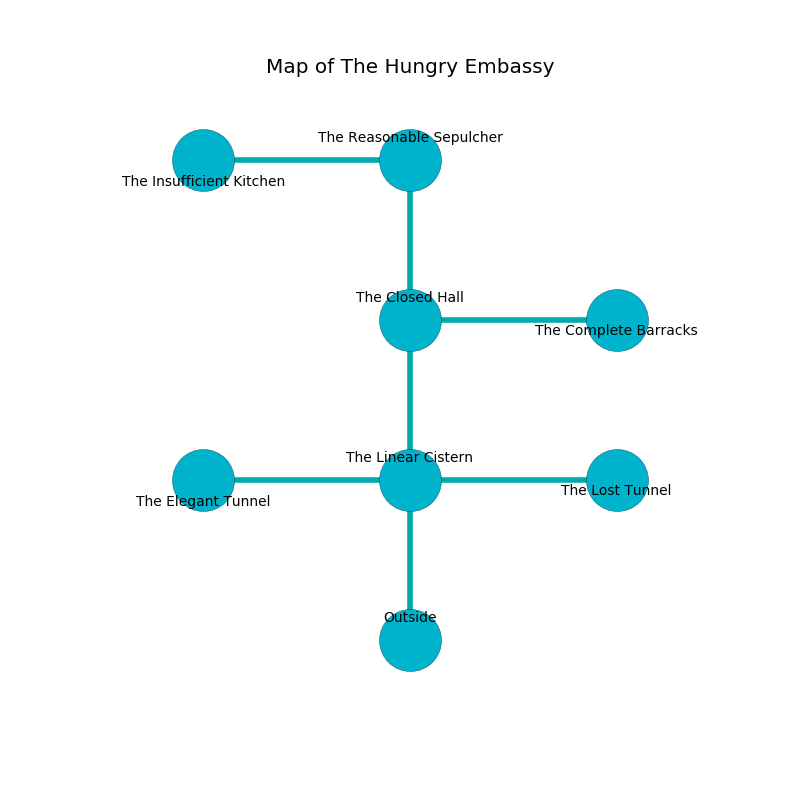 Map of The Hungry Embassy
The Reasonable Sepulcher
The Insufficient Kitchen
The Closed Hall
The Complete Barracks
The Linear Cistern
The Lost Tunnel
The Elegant Tunnel
Outside